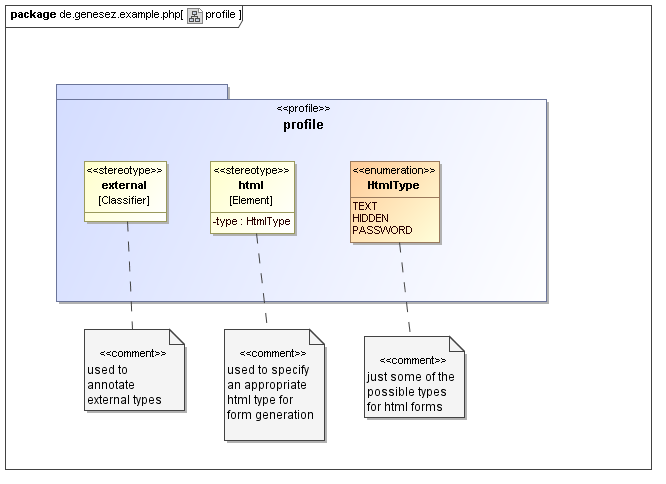 package de.genesez.example.php[ profile ]
<<profile>>
profile
<<stereotype>>
external
[Classifier]
<<stereotype>>
html
[Element]
-type : HtmlType
<<enumeration>>
HtmlType
TEXT
HIDDEN
PASSWORD
<<comment>>
used to
annotate
external types
<<comment>>
used to specify
an appropriate
html type for
form generation
<<comment>>
just some of the
possible types
for html forms